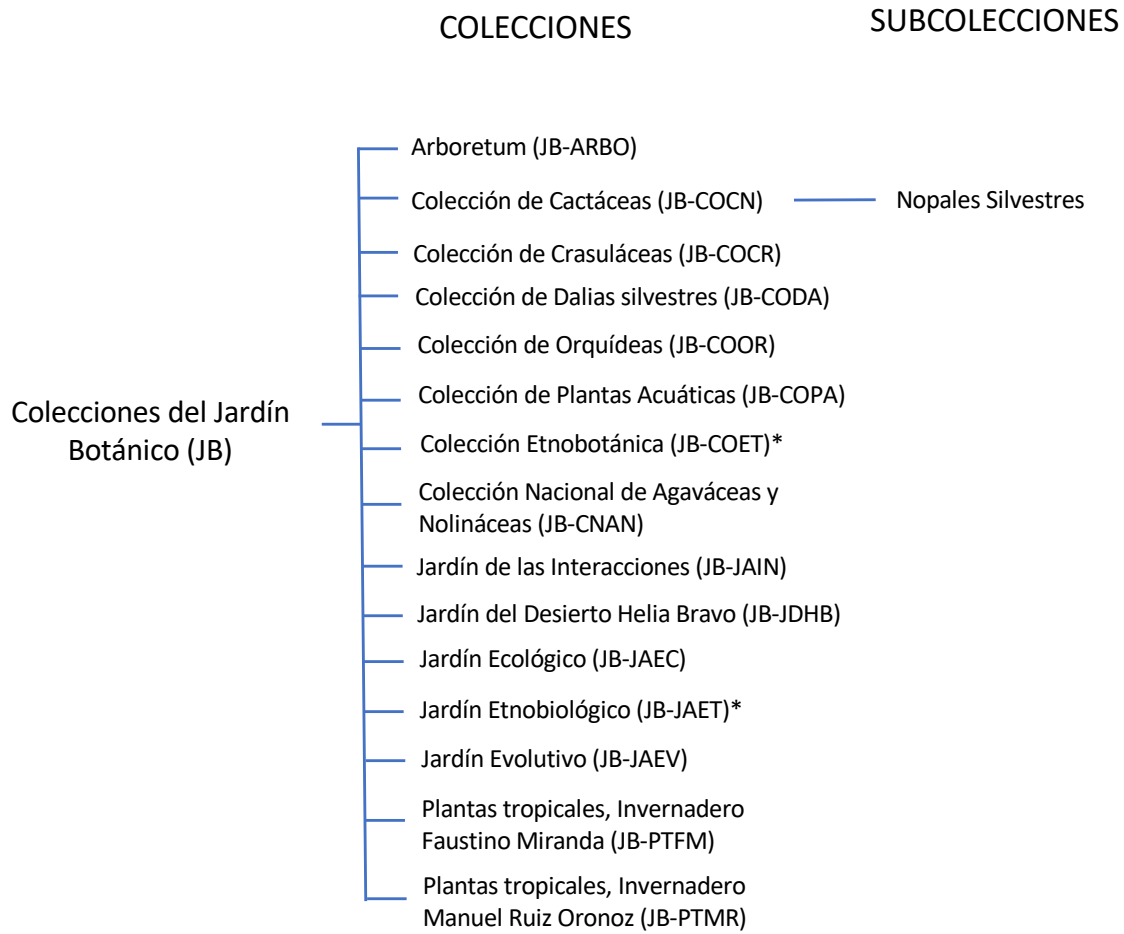 COLECCIONES
SUBCOLECCIONES
Arboretum (JB-ARBO)
Colección de Cactáceas (JB-COCN)
Nopales Silvestres
Colección de Crasuláceas (JB-COCR)
Colección de Dalias silvestres (JB-CODA)
Colección de Orquídeas (JB-COOR)
Colección de Plantas Acuáticas (JB-COPA)
Colecciones del Jardín
Botánico (JB)
Colección Etnobotánica (JB-COET)*
Colección Nacional de Agaváceas y
Nolináceas (JB-CNAN)
Jardín de las Interacciones (JB-JAIN)
Jardín del Desierto Helia Bravo (JB-JDHB)
Jardín Ecológico (JB-JAEC)
Jardín Etnobiológico (JB-JAET)*
Jardín Evolutivo (JB-JAEV)
Plantas tropicales, Invernadero
Faustino Miranda (JB-PTFM)
Plantas tropicales, Invernadero
Manuel Ruiz Oronoz (JB-PTMR)